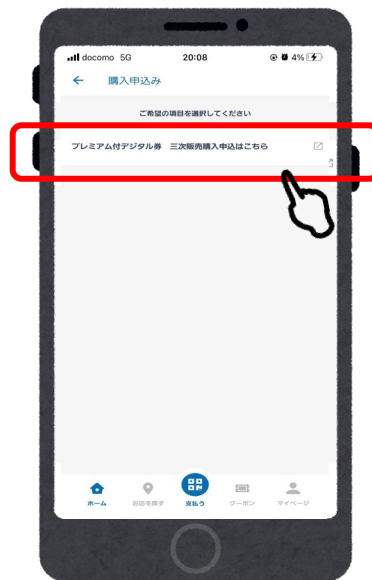 docomo 5G 20:08 4%
← 購入申込み
ご希望の項目を選択してください
プレミアム付デジタル券 三次販売購入申込はこちら
ホーム お店を探す 支払う クーポン マイページ